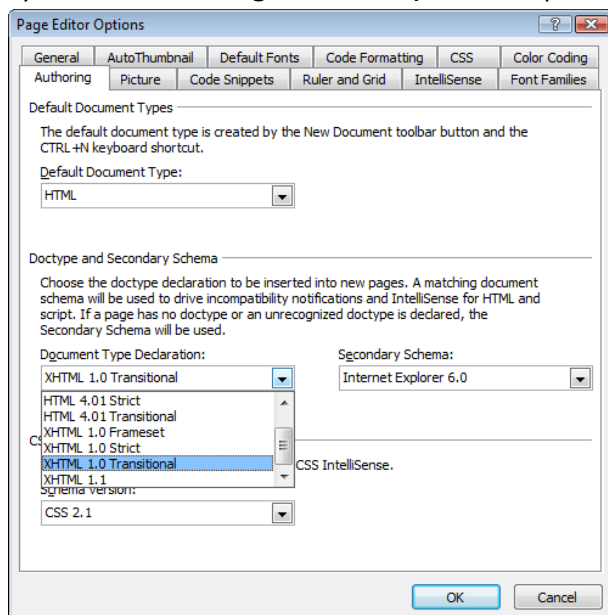 Page Editor Options
General AutoThumbnail Default Fonts Code Formatting CSS Color Coding
Authoring Picture Code Snippets Ruler and Grid IntelliSense Font Families
Default Document Types
The default document type is created by the New Document toolbar button and the
CTRL+N keyboard shortcut.
Default Document Type:
HTML
Doctype and Secondary Schema
Choose the doctype declaration to be inserted into new pages. A matching document
schema will be used to drive incompatibility notifications and IntelliSense for HTML and
script. If a page has no doctype or an unrecognized doctype is declared, the
Secondary Schema will be used.
Document Type Declaration: Secondary Schema:
XHTML 1.0 Transitional Internet Explorer 6.0
HTML 4.01 Strict
HTML 4.01 Transitional
XHTML 1.0 Frameset
XHTML 1.0 Strict
XHTML 1.0 Transitional CSS IntelliSense.
XHTML 1.1
Schema version:
CSS 2.1
OK Cancel